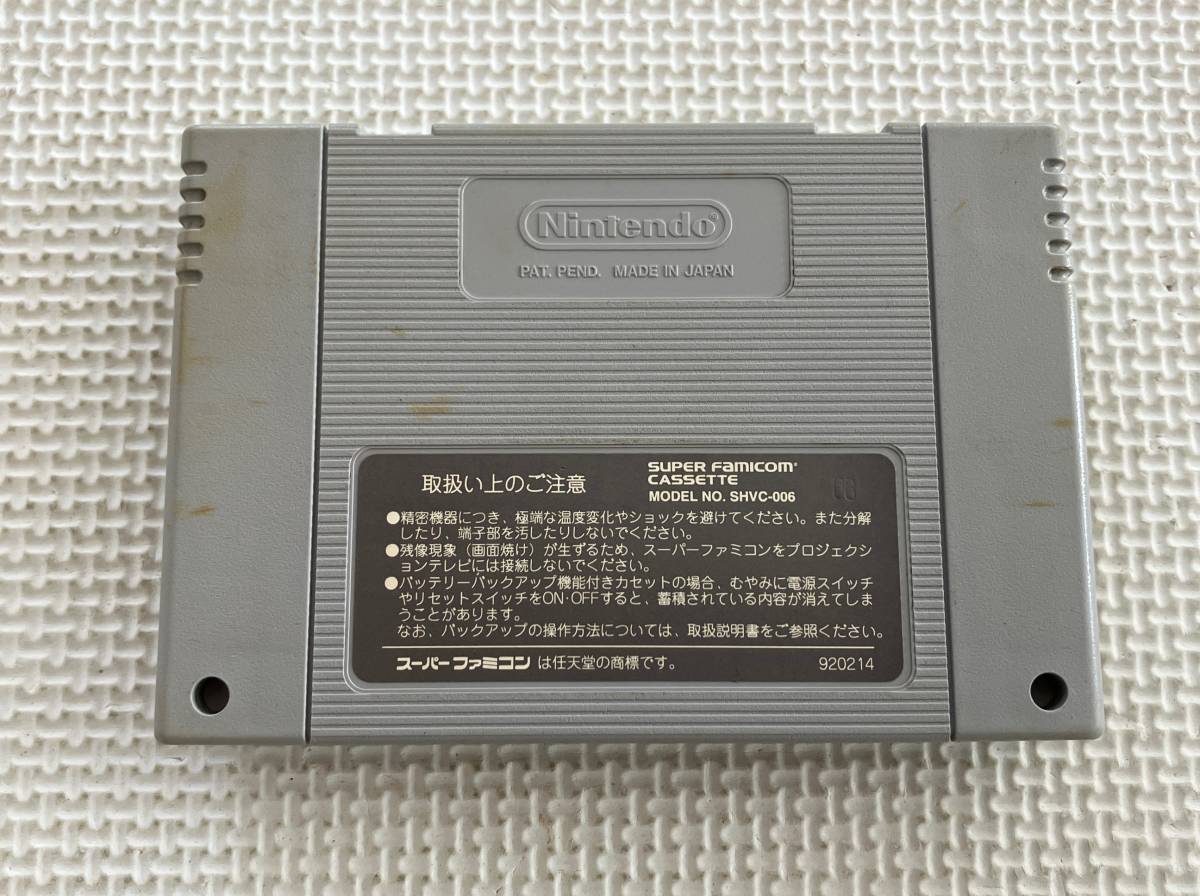 Nintendo®
PAT. PEND. MADE IN JAPAN
取扱い上のご注意
SUPER FAMICOM®
CASSETTE
MODEL NO. SHVC-006
●精密機器につき、極端な温度変化やショックを避けてください。また分解
したり、端子部を汚したりしないでください。
●残像現象（画面焼け）が生ずるため、スーパーファミコンをプロジェクシ
ョンテレビには接続しないでください。
●バッテリーバックアップ機能付きカセットの場合、むやみに電源スイッチ
やリセットスイッチをON・OFFすると、蓄積されている内容が消えてしま
うことがあります。
なお、バックアップの操作方法については、取扱説明書をご参照ください。
スーパーファミコン は任天堂の商標です。
920214